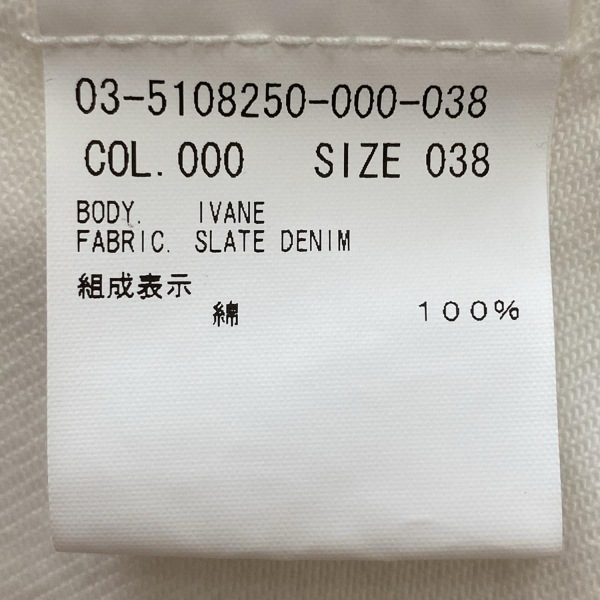 03-5108250-000-038
COL. 000 SIZE 038
BODY. IVANE
FABRIC. SLATE DENIM
組成表示
綿 100%